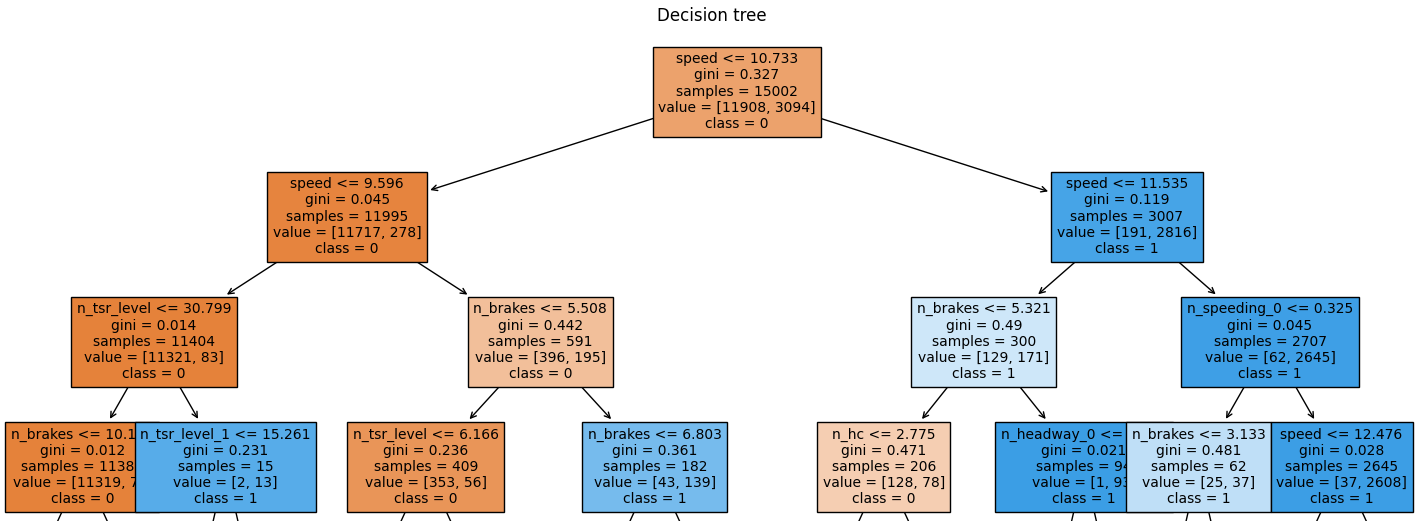 Decision tree
speed <= 10.733
gini = 0.327
samples = 15002
value = [11908, 3094]
class = 0
speed <= 9.596
gini = 0.045
samples = 11995
value = [11717, 278]
class = 0
speed <= 11.535
gini = 0.119
samples = 3007
value = [191, 2816]
class = 1
n_tsr_level <= 30.799
gini = 0.014
samples = 11404
value = [11321, 83]
class = 0
n_brakes <= 5.508
gini = 0.442
samples = 591
value = [396, 195]
class = 0
n_brakes <= 5.321
gini = 0.49
samples = 300
value = [129, 171]
class = 1
n_speeding_0 <= 0.325
gini = 0.045
samples = 2707
value = [62, 2645]
class = 1
n_brakes <= 10.1
gini = 0.012
samples = 1138
value = [11319, 7
class = 0
n_tsr_level_1 <= 15.261
gini = 0.231
samples = 15
value = [2, 13]
class = 1
n_tsr_level <= 6.166
gini = 0.236
samples = 409
value = [353, 56]
class = 0
n_brakes <= 6.803
gini = 0.361
samples = 182
value = [43, 139]
class = 1
n_hc <= 2.775
gini = 0.471
samples = 206
value = [128, 78]
class = 0
n_headway_0 <=
gini = 0.021
samples = 94
value = [1, 93
class = 1
n_brakes <= 3.133
gini = 0.481
samples = 62
value = [25, 37]
class = 1
speed <= 12.476
gini = 0.028
samples = 2645
value = [37, 2608]
class = 1